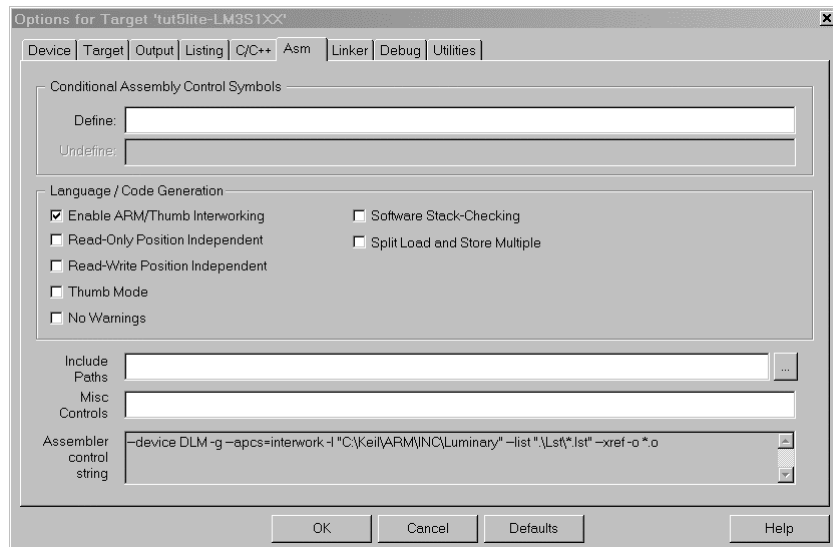 Options for Target 'tut5lite-LM3S1XX'
Device Target Output Listing C/C++ Asm Linker Debug Utilities
Conditional Assembly Control Symbols
Define:
Undefine:
Language / Code Generation
Enable ARM/Thumb Interworking Software Stack-Checking
Read-Only Position Independent Split Load and Store Multiple
Read-Write Position Independent
Thumb Mode
No Warnings
Include
Paths
...
Misc
Controls
Assembler
control
string
–device DLM -g –apcs=interwork -I "C:\Keil\ARM\INC\Luminary" –list ".\Lst\*.lst" –xref -o *.o
OK Cancel Defaults Help